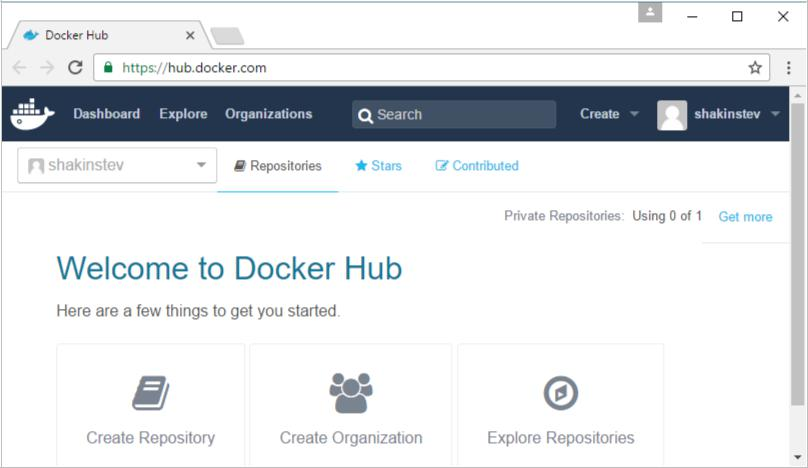 Docker Hub
https://hub.docker.com
Dashboard Explore Organizations Search Create shakinstev
shakinstev Repositories Stars Contributed
Private Repositories: Using 0 of 1 Get more
Welcome to Docker Hub
Here are a few things to get you started.
Create Repository Create Organization Explore Repositories